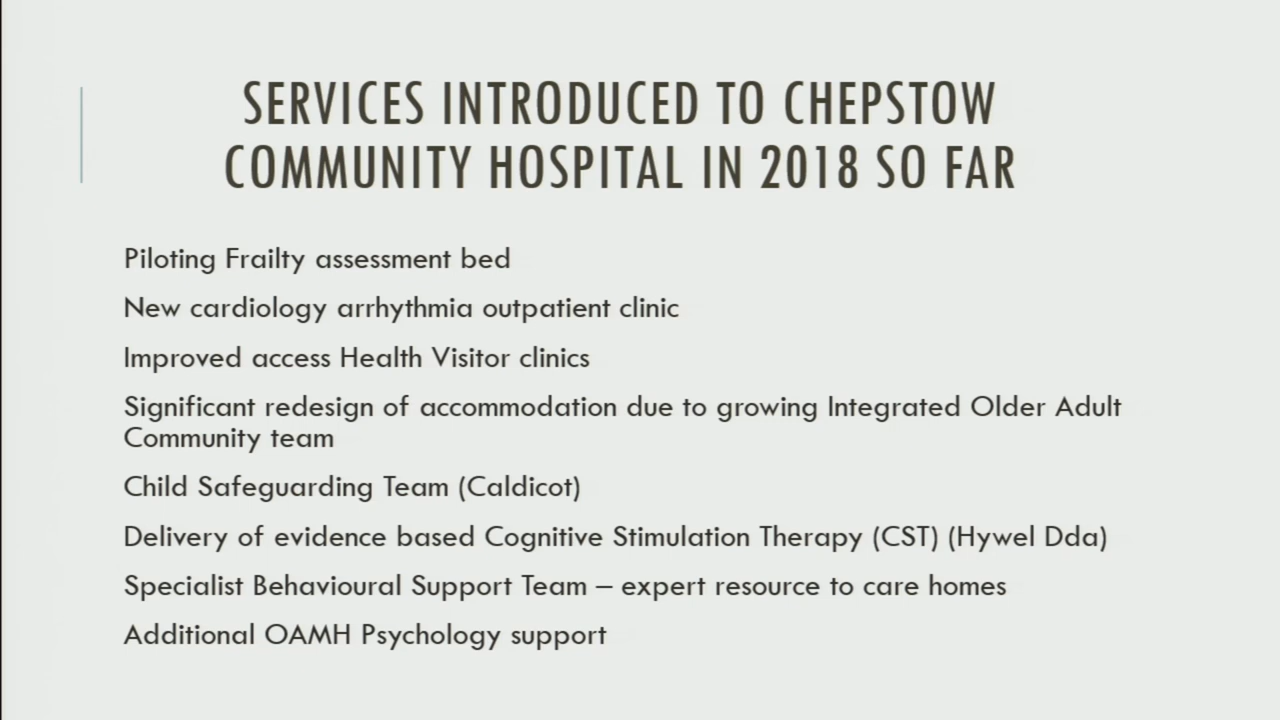 SERVICES INTRODUCED TO CHEPSTOW
COMMUNITY HOSPITAL IN 2018 SO FAR
Piloting Frailty assessment bed
New cardiology arrhythmia outpatient clinic
Improved access Health Visitor clinics
Significant redesign of accommodation due to growing Integrated Older Adult
Community team
Child Safeguarding Team (Caldicot)
Delivery of evidence based Cognitive Stimulation Therapy (CST) (Hywel Dda)
Specialist Behavioural Support Team – expert resource to care homes
Additional OAMH Psychology support